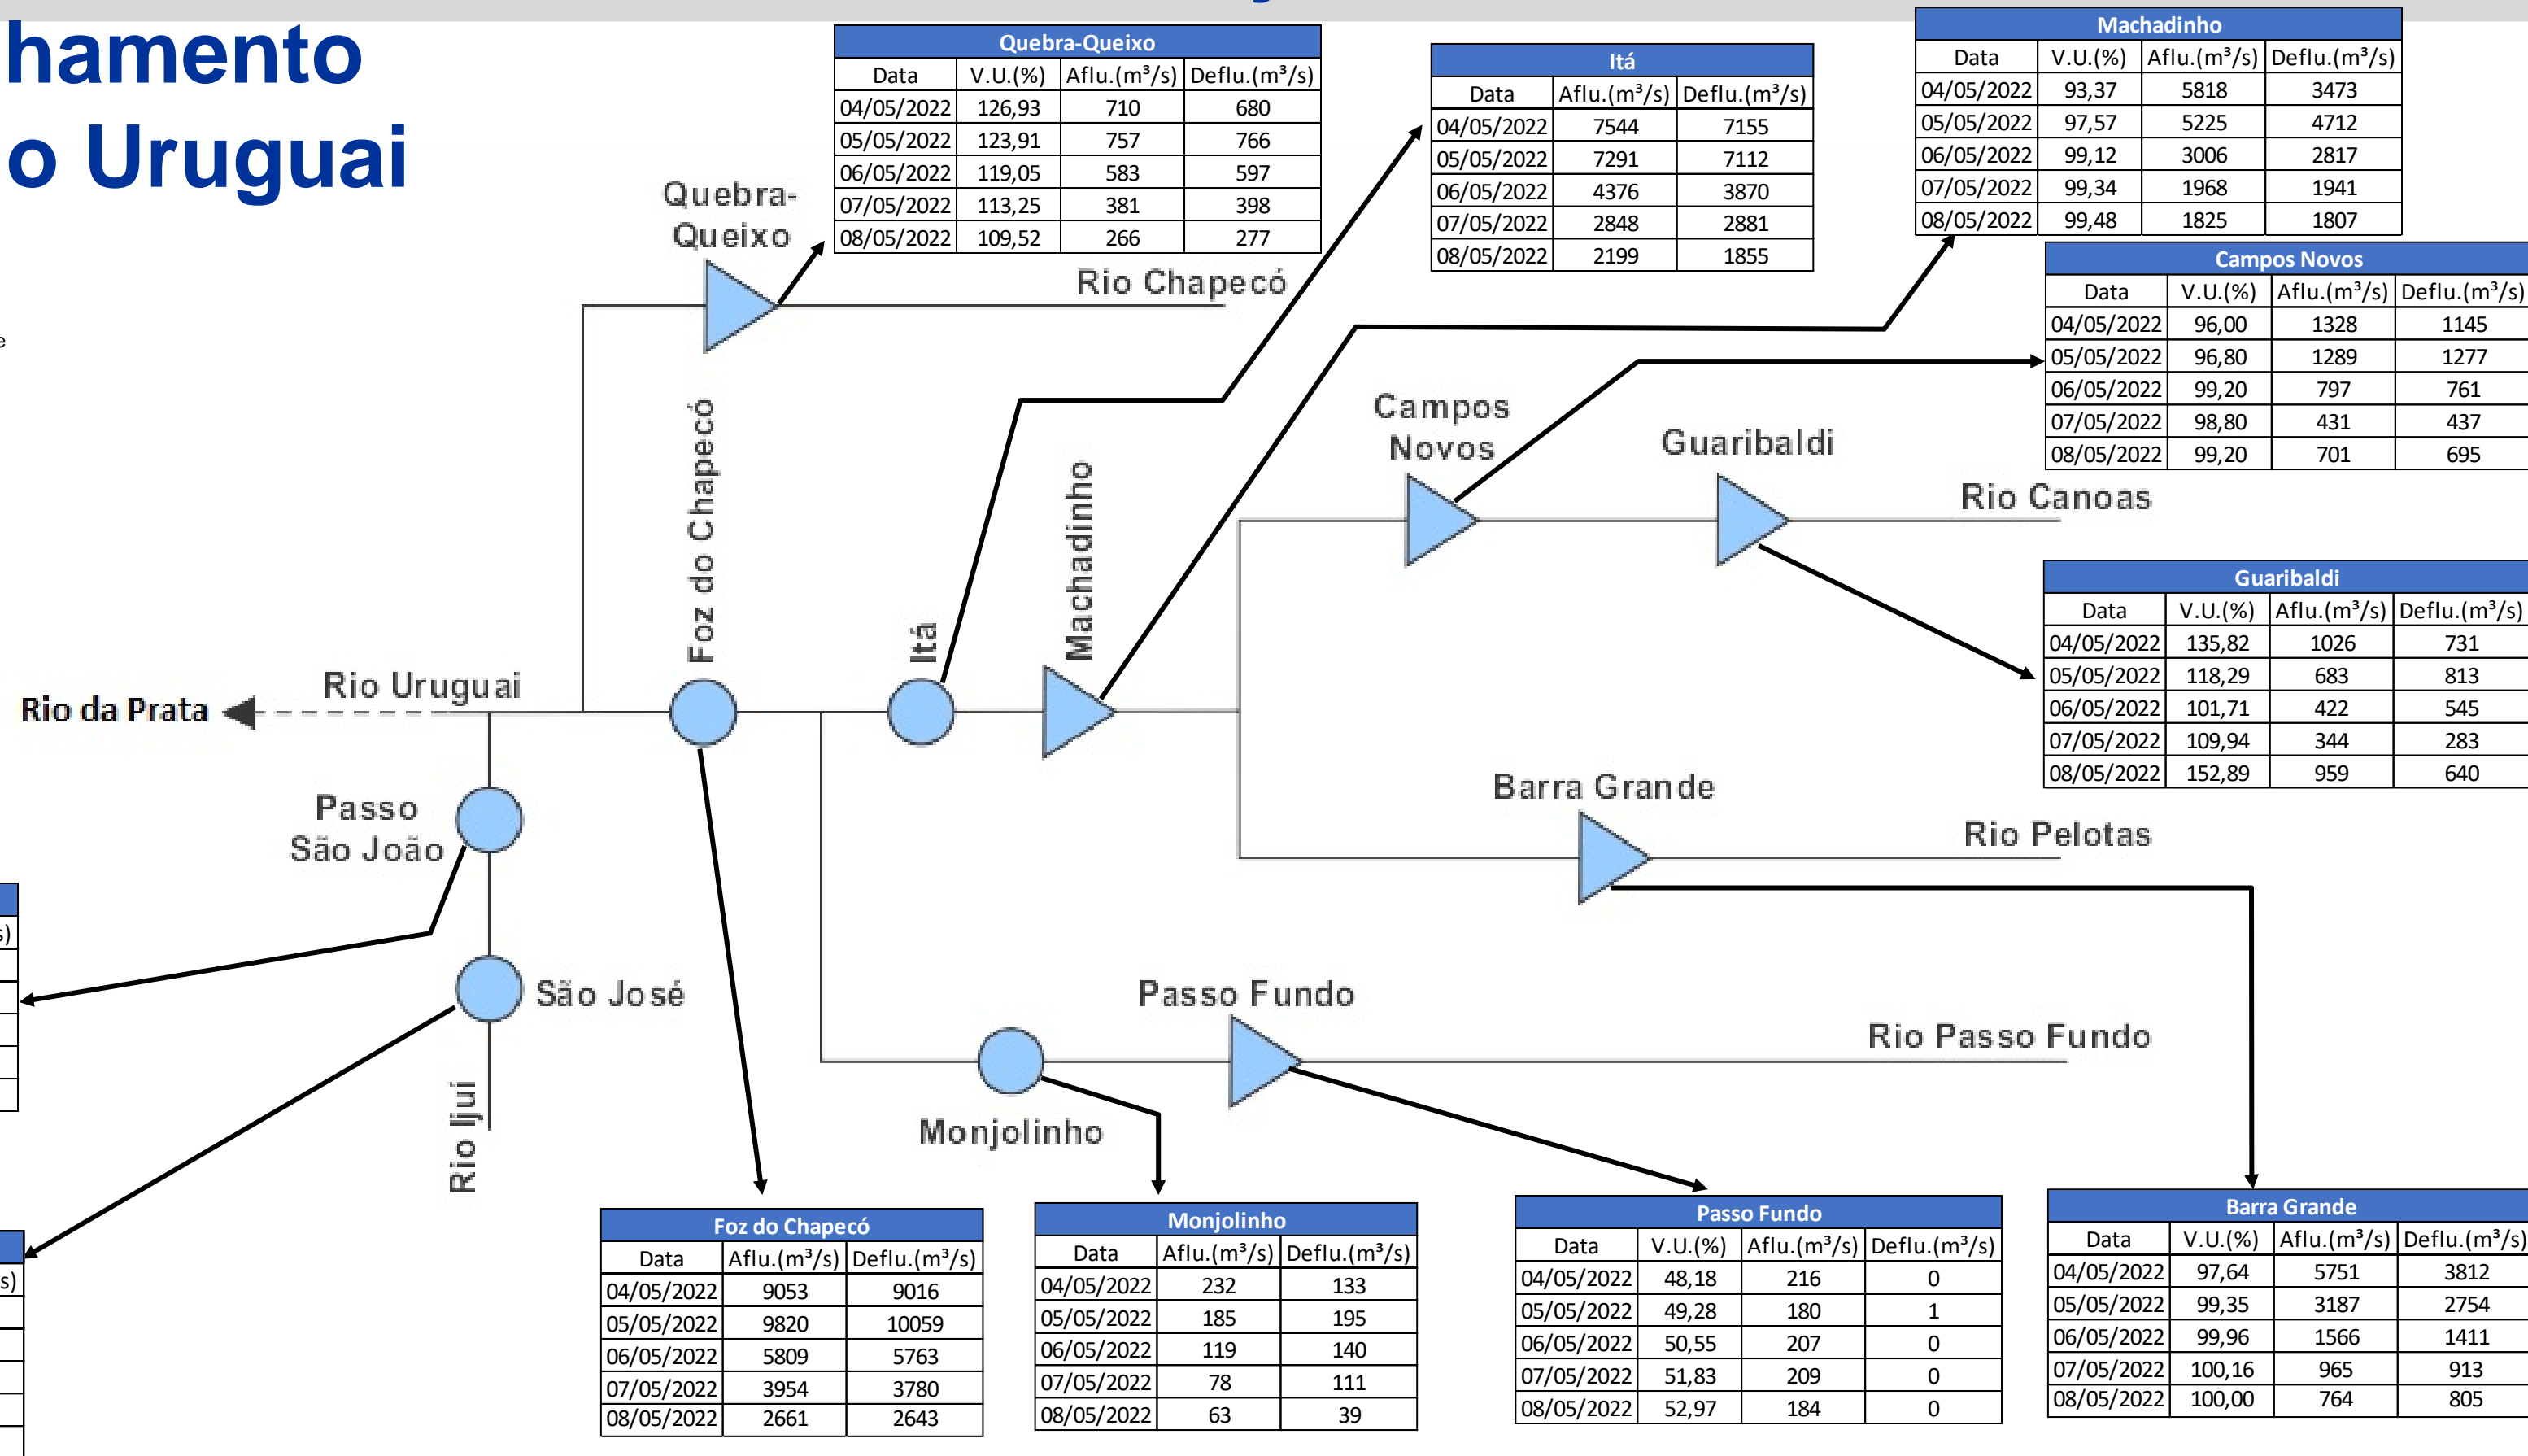 hamento
o Uruguai
e
Quebra-Queixo
Data V.U.(%) Aflu.(m³/s) Deflu.(m³/s)
04/05/2022 126,93 710 680
05/05/2022 123,91 757 766
06/05/2022 119,05 583 597
07/05/2022 113,25 381 398
08/05/2022 109,52 266 277
Itá
Data Aflu.(m³/s) Deflu.(m³/s)
04/05/2022 7544 7155
05/05/2022 7291 7112
06/05/2022 4376 3870
07/05/2022 2848 2881
08/05/2022 2199 1855
Machadinho
Data V.U.(%) Aflu.(m³/s) Deflu.(m³/s)
04/05/2022 93,37 5818 3473
05/05/2022 97,57 5225 4712
06/05/2022 99,12 3006 2817
07/05/2022 99,34 1968 1941
08/05/2022 99,48 1825 1807
Campos Novos
Data V.U.(%) Aflu.(m³/s) Deflu.(m³/s)
04/05/2022 96,00 1328 1145
05/05/2022 96,80 1289 1277
06/05/2022 99,20 797 761
07/05/2022 98,80 431 437
08/05/2022 99,20 701 695
Quebra-
Queixo
Rio Chapecó
Foz do Chapecó
Itá
Machadinho
Campos
Novos
Guaribaldi
Rio Canoas
Guaribaldi
Data V.U.(%) Aflu.(m³/s) Deflu.(m³/s)
04/05/2022 135,82 1026 731
05/05/2022 118,29 683 813
06/05/2022 101,71 422 545
07/05/2022 109,94 344 283
08/05/2022 152,89 959 640
Rio da Prata
Rio Uruguai
Barra Grande
Rio Pelotas
Passo
São João
São José
Rio Ijui
s)
s)
Passo Fundo
Rio Passo Fundo
Monjolinho
Foz do Chapecó
Data Aflu.(m³/s) Deflu.(m³/s)
04/05/2022 9053 9016
05/05/2022 9820 10059
06/05/2022 5809 5763
07/05/2022 3954 3780
08/05/2022 2661 2643
Monjolinho
Data Aflu.(m³/s) Deflu.(m³/s)
04/05/2022 232 133
05/05/2022 185 195
06/05/2022 119 140
07/05/2022 78 111
08/05/2022 63 39
Passo Fundo
Data V.U.(%) Aflu.(m³/s) Deflu.(m³/s)
04/05/2022 48,18 216 0
05/05/2022 49,28 180 1
06/05/2022 50,55 207 0
07/05/2022 51,83 209 0
08/05/2022 52,97 184 0
Barra Grande
Data V.U.(%) Aflu.(m³/s) Deflu.(m³/s)
04/05/2022 97,64 5751 3812
05/05/2022 99,35 3187 2754
06/05/2022 99,96 1566 1411
07/05/2022 100,16 965 913
08/05/2022 100,00 764 805